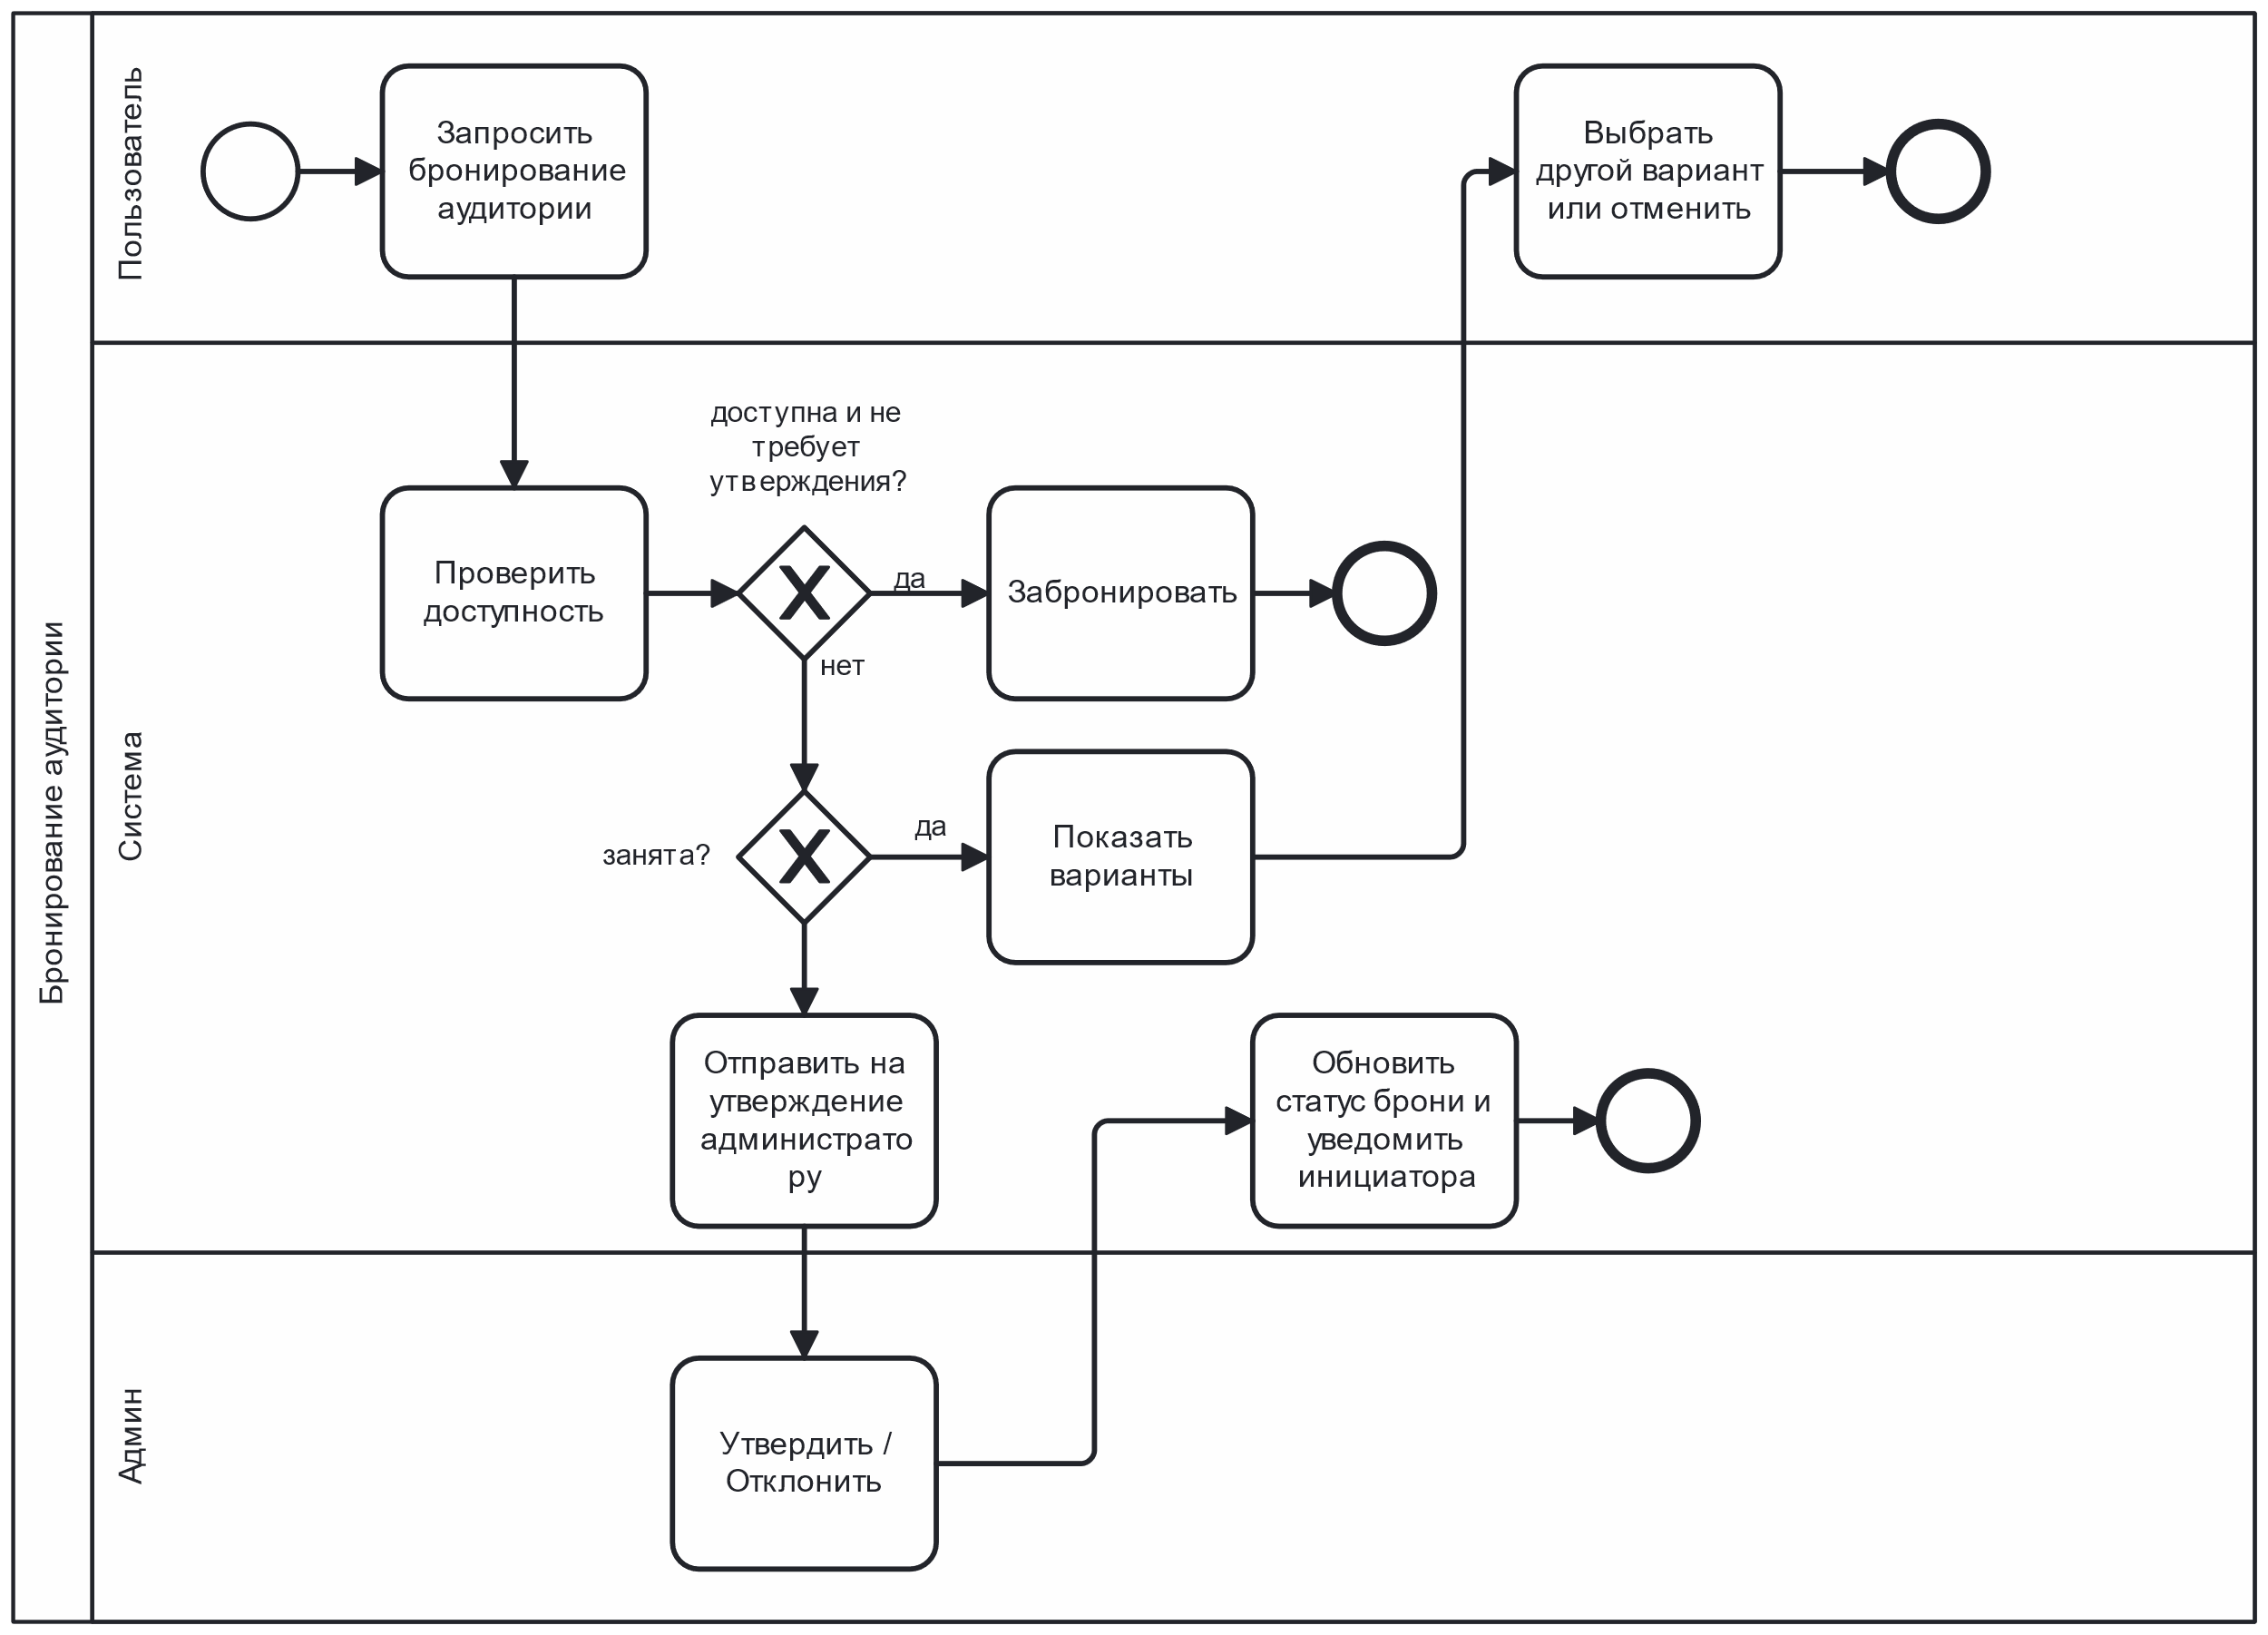 Бронирование аудитории
Пользователь
Запросить
бронирование
аудитории
Выбрать
другой вариант
или отменить
Система
доступна и не
требует
утверждения?
Проверить
доступность
да
Забронировать
нет
занята?
да
Показать
варианты
Отправить на
утверждение
администрато
ру
Обновить
статус брони и
уведомить
инициатора
Админ
Утвердить /
Отклонить